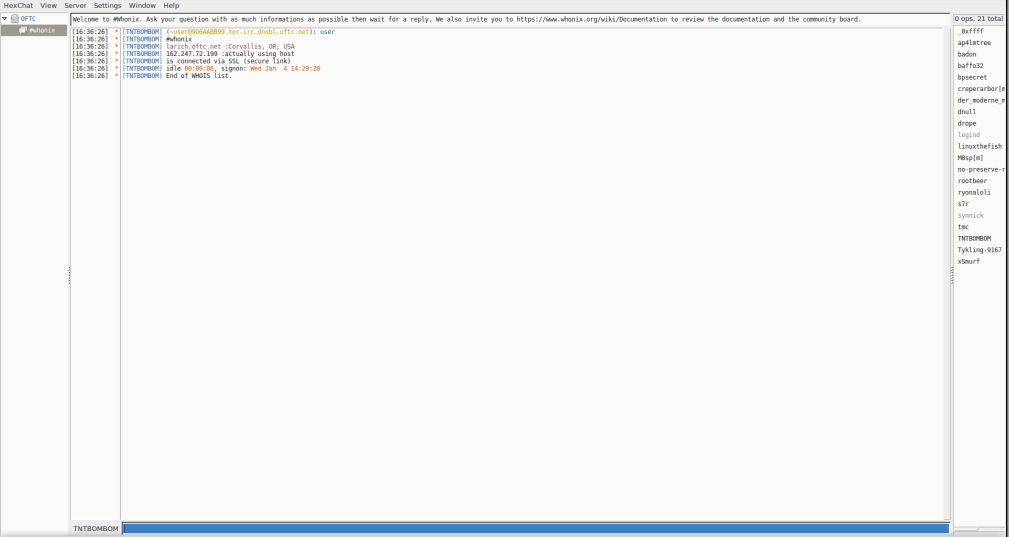 HexChat View Server Settings Window Help
OFTC
#whonix
Welcome to #Whonix. Ask your question with as much informations as possible then wait for a reply. We also invite you to https://www.whonix.org/wiki/Documentation to review the documentation and the community board.
0 ops, 21 total
[16:36:26] * [TNTBOMBOM] (~user@906AABB99.tor-irc.dnsbl.oftc.net): user
[16:36:26] * [TNTBOMBOM] #whonix
[16:36:26] * [TNTBOMBOM] larich.oftc.net :Corvallis, OR, USA
[16:36:26] * [TNTBOMBOM] 162.247.72.199 :actually using host
[16:36:26] * [TNTBOMBOM] is connected via SSL (secure link)
[16:36:26] * [TNTBOMBOM] idle 00:00:06, signon: Wed Jan 4 14:29:20
[16:36:26] * [TNTBOMBOM] End of WHOIS list.
_0xffff
ap4lmtree
badon
baffo32
bpsecret
creperarbor[m
der_moderne_m
dnull
drope
legind
linuxthefish
M0sp[m]
no-preserve-r
rootbeer
ryonaloli
s7r
synnick
tmc
TNTBOMBOM
Tykling-9167
xSmurf
TNTBOMBOM